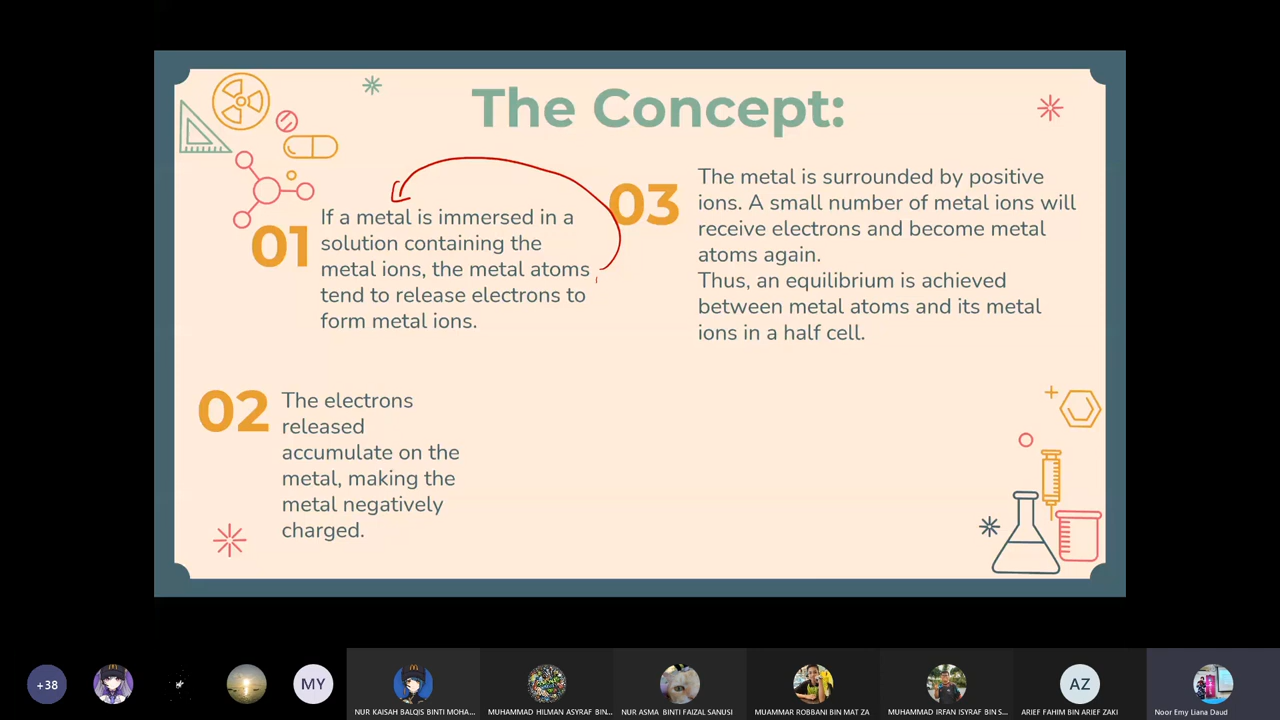 The Concept:
01
If a metal is immersed in a
solution containing the
metal ions, the metal atoms
tend to release electrons to
form metal ions.
02
The electrons
released
accumulate on the
metal, making the
metal negatively
charged.
03
The metal is surrounded by positive
ions. A small number of metal ions will
receive electrons and become metal
atoms again.
Thus, an equilibrium is achieved
between metal atoms and its metal
ions in a half cell.
+38
MY
NUR KAISAH BALQIS BINTI MOHA...
MUHAMMAD HILMAN ASYRAF BIN...
NUR ASMA BINTI FAIZAL SANUSI
MUAMMAR ROBBANI BIN MAT ZA
MUHAMMAD IRFAN ISYRAF BIN S...
AZ
ARIEF FAHIM BIN ARIEF ZAKI
Noor Emy Liana Daud